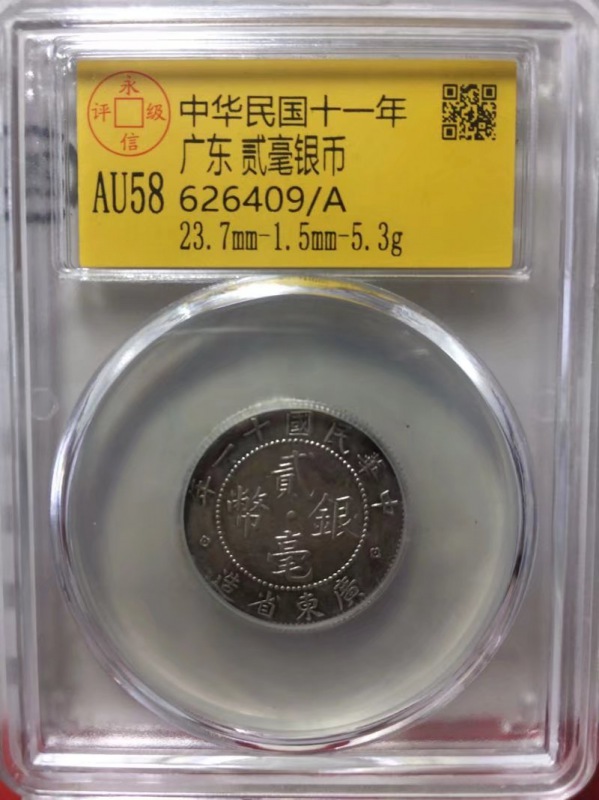 永信评级
中华民国十一年
广东 贰毫银币
AU58 626409/A
23.7mm-1.5mm-5.3g
中華民國十一年
貳毫銀幣
廣東省造